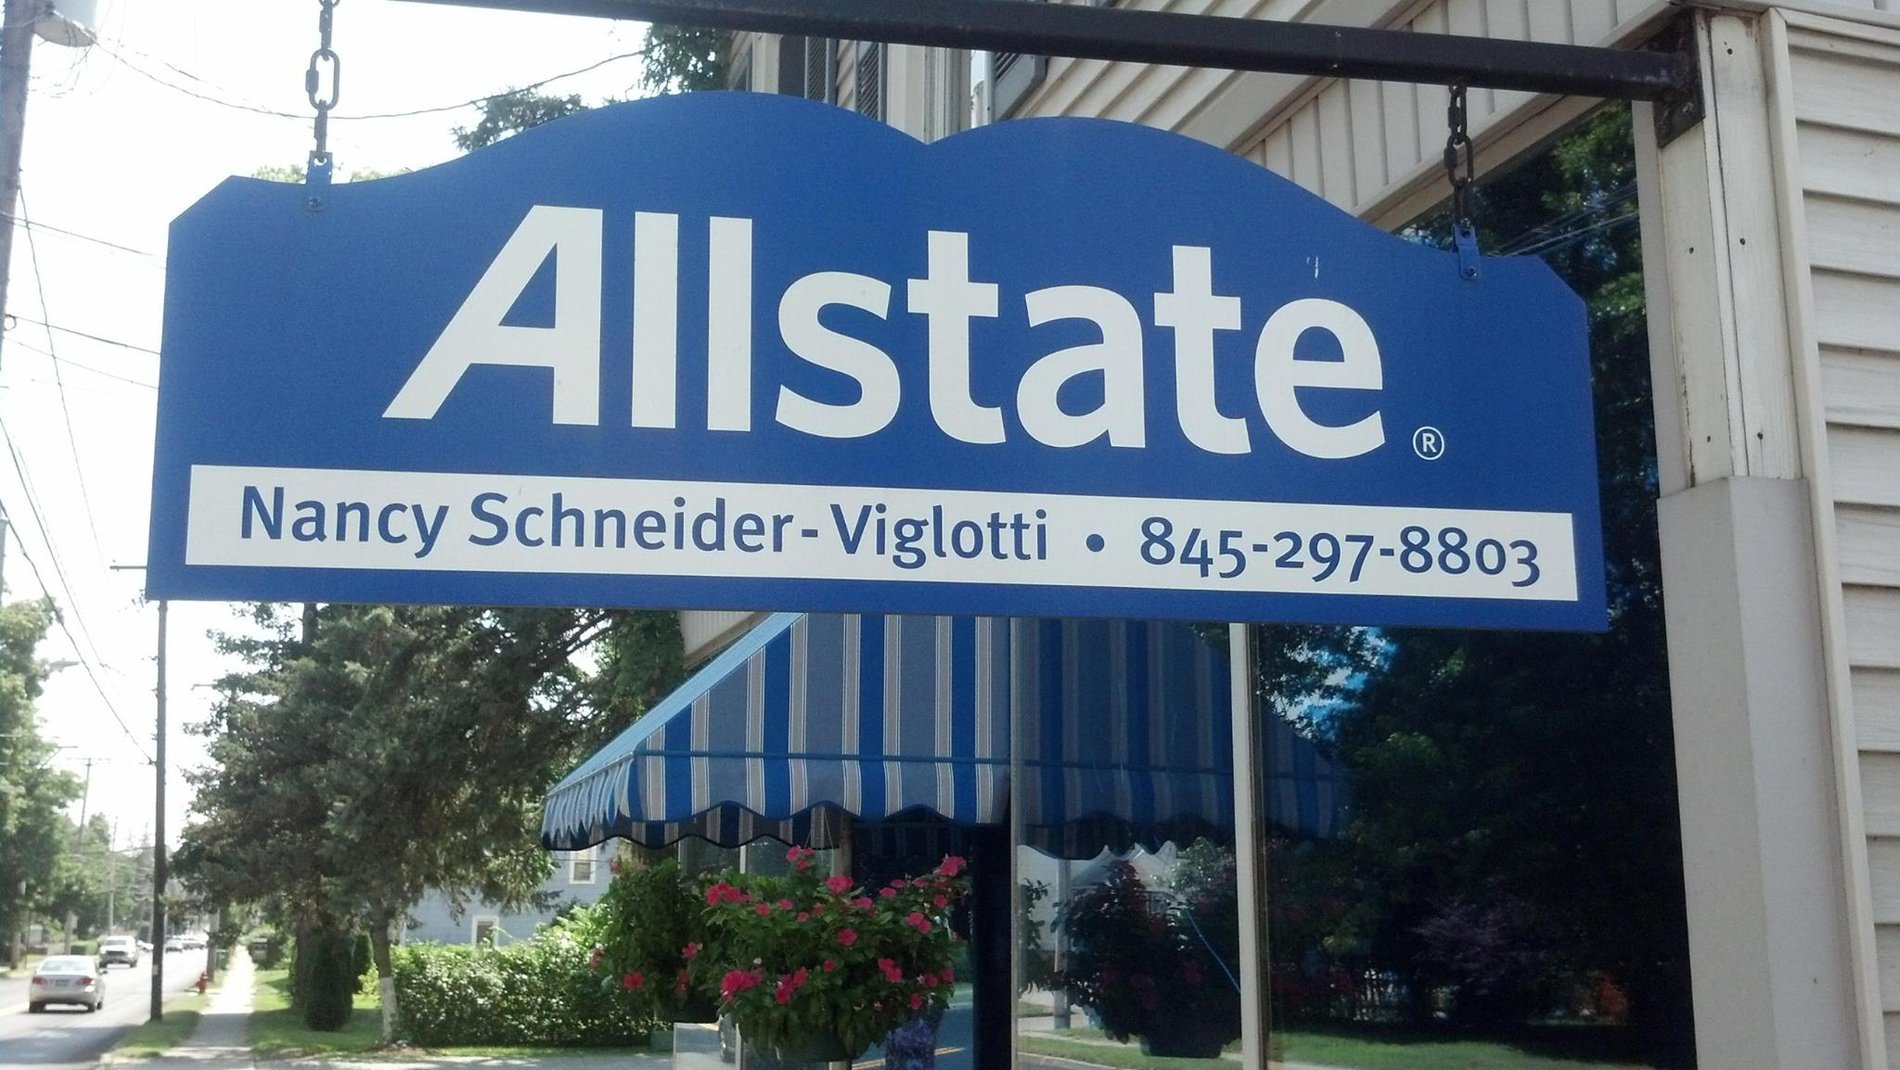 Allstate®
Nancy Schneider-Viglotti • 845-297-8803